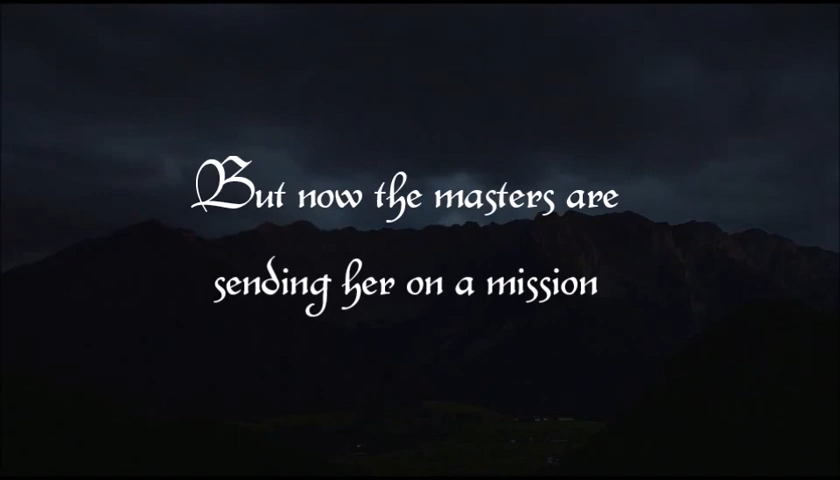 But now the masters are
sending her on a mission